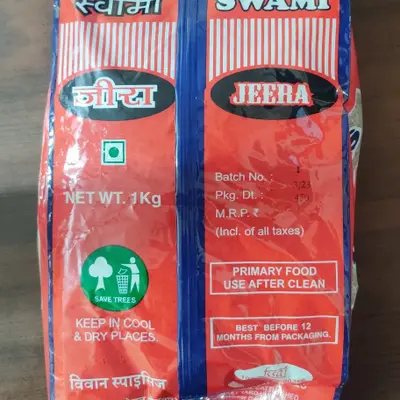 स्वामी
SWAMI
जीरा
JEERA
NET WT. 1Kg
Batch No. :
Pkg. Dt. :
M.R.P. ₹
(Incl. of all taxes)
SAVE TREES
KEEP IN COOL
& DRY PLACES.
PRIMARY FOOD
USE AFTER CLEAN
BEST BEFORE 12
MONTHS FROM PACKAGING.
विवान स्पाइसिज